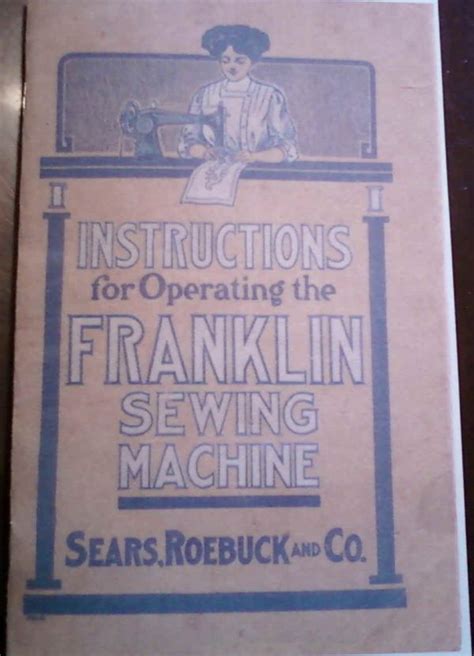 INSTRUCTIONS
for Operating the
FRANKLIN
SEWING
MACHINE
SEARS, ROEBUCK AND CO.